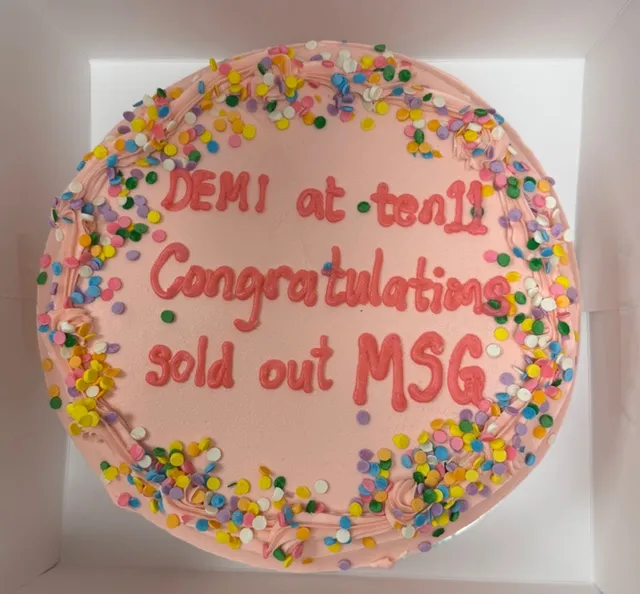 DEMI at ten11
Congratulations
sold out MSG